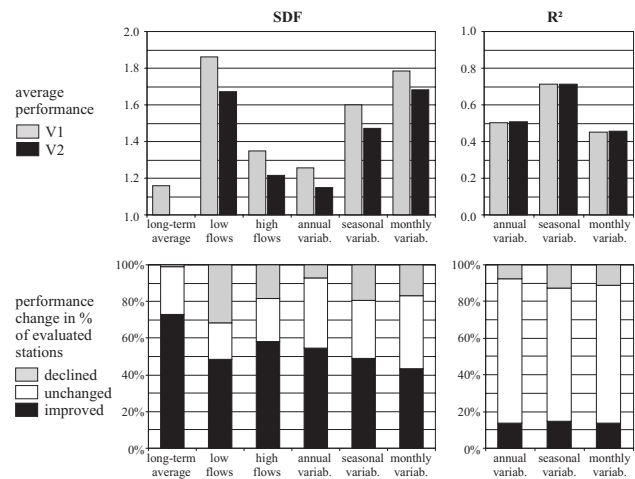 SDF
R²
average
performance
V1
V2
2.0
1.8
1.6
1.4
1.2
1.0
long-term
average
low
flows
high
flows
annual
variab.
seasonal
variab.
monthly
variab.
1.0
0.8
0.6
0.4
0.2
0.0
annual
variab.
seasonal
variab.
monthly
variab.
performance
change in %
of evaluated
stations
declined
unchanged
improved
100%
80%
60%
40%
20%
0%
long-term
average
low
flows
high
flows
annual
variab.
seasonal
variab.
monthly
variab.
100%
80%
60%
40%
20%
0%
annual
variab.
seasonal
variab.
monthly
variab.